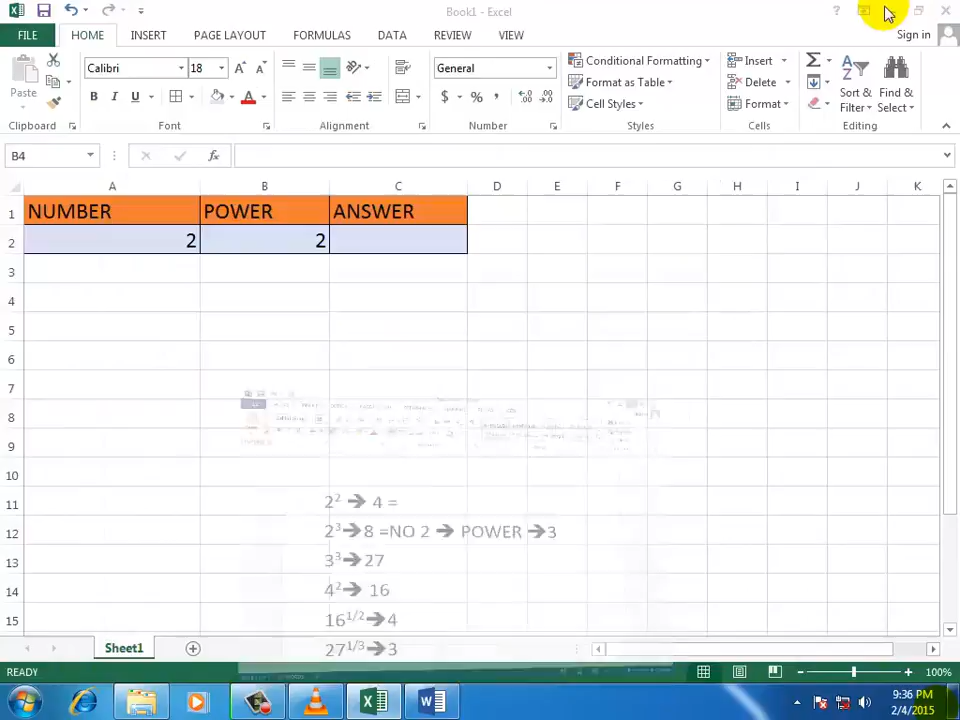 Book1 - Excel
?
Sign in
FILE HOME INSERT PAGE LAYOUT FORMULAS DATA REVIEW VIEW
Paste
Calibri 18
B I U
General
$ % ,
Conditional Formatting
Format as Table
Cell Styles
Insert
Delete
Format
Sort & Filter
Find & Select
Clipboard Font Alignment Number Styles Cells Editing
B4 fx
A B C D E F G H I J K
1 NUMBER POWER ANSWER
2 2 2
3
4
5
6
7
8
9
10
11
12
13
14
15
2² ➔ 4 =
2³➔8 =NO 2 ➔ POWER ➔3
3³➔27
4² ➔ 16
16^1/2➔4
27^1/3➔3
Sheet1
READY 100%
9:36 PM
2/4/2015